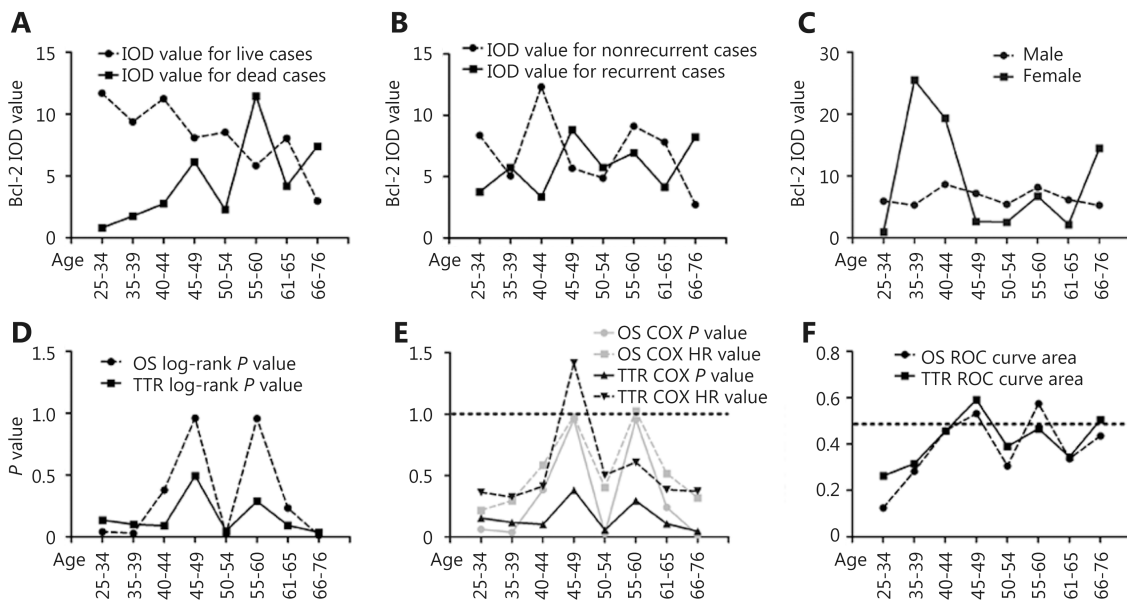 A
15
10
5
0
Bcl-2 IOD value
IOD value for live cases
IOD value for dead cases
Age
25-34
35-39
40-44
45-49
50-54
55-60
61-65
66-76
B
15
10
5
0
Bcl-2 IOD value
IOD value for nonrecurrent cases
IOD value for recurrent cases
Age
25-34
35-39
40-44
45-49
50-54
55-60
61-65
66-76
C
30
20
10
0
Bcl-2 IOD value
Male
Female
Age
25-34
35-39
40-44
45-49
50-54
55-60
61-65
66-76
D
1.5
1.0
0.5
0
P value
OS log-rank P value
TTR log-rank P value
Age
25-34
35-39
40-44
45-49
50-54
55-60
61-65
66-76
E
1.5
1.0
0.5
0
OS COX P value
OS COX HR value
TTR COX P value
TTR COX HR value
Age
25-34
35-39
40-44
45-49
50-54
55-60
61-65
66-76
F
0.8
0.6
0.4
0.2
0
OS ROC curve area
TTR ROC curve area
Age
25-34
35-39
40-44
45-49
50-54
55-60
61-65
66-76